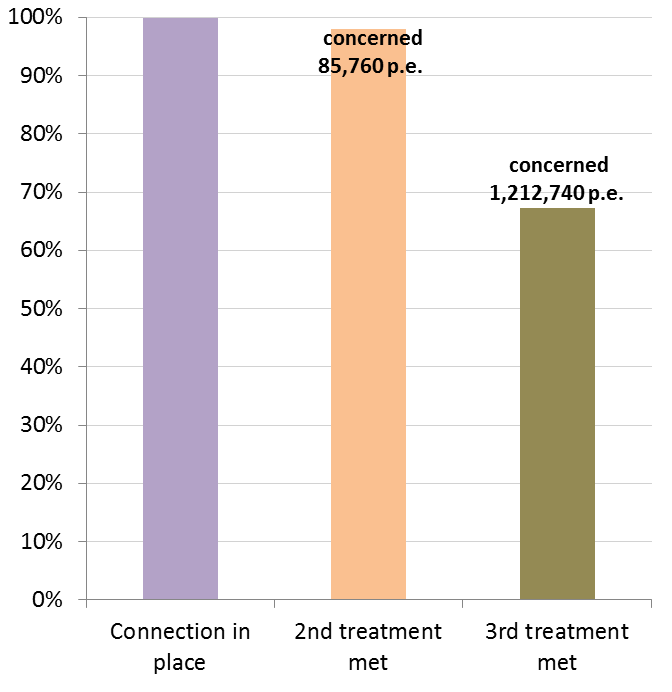 100%
90%
80%
70%
60%
50%
40%
30%
20%
10%
0%
concerned
85,760 p.e.
concerned
1,212,740 p.e.
Connection in
place
2nd treatment
met
3rd treatment
met